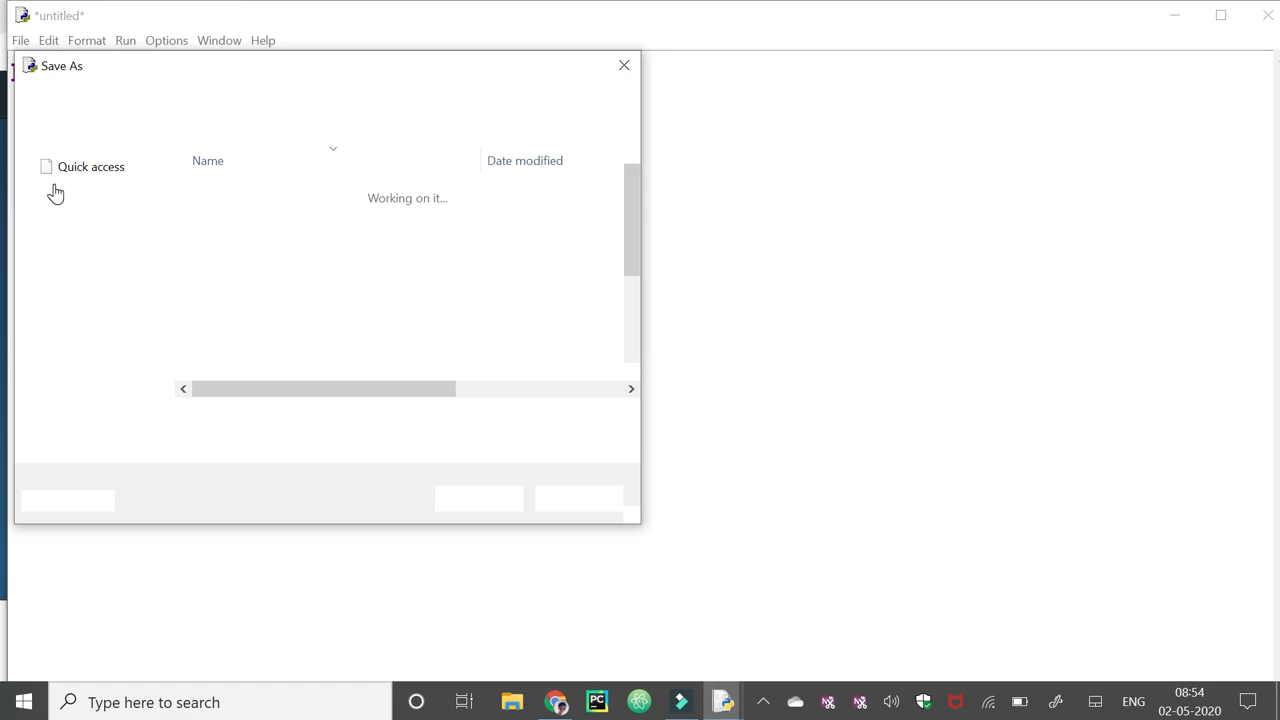 *untitled*
File Edit Format Run Options Window Help
Save As
Name Date modified
Quick access
Working on it...
Type here to search
ENG
08:54
02-05-2020